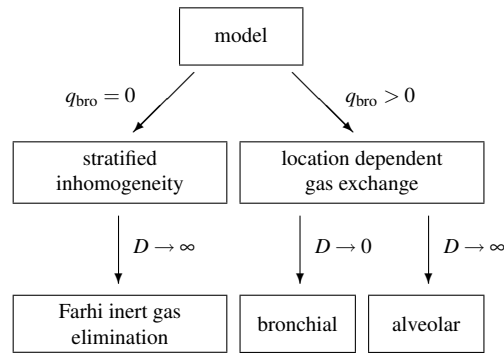 model
q_bro = 0
q_bro > 0
stratified
inhomogeneity
location dependent
gas exchange
D → ∞
D → 0
D → ∞
Farhi inert gas
elimination
bronchial
alveolar